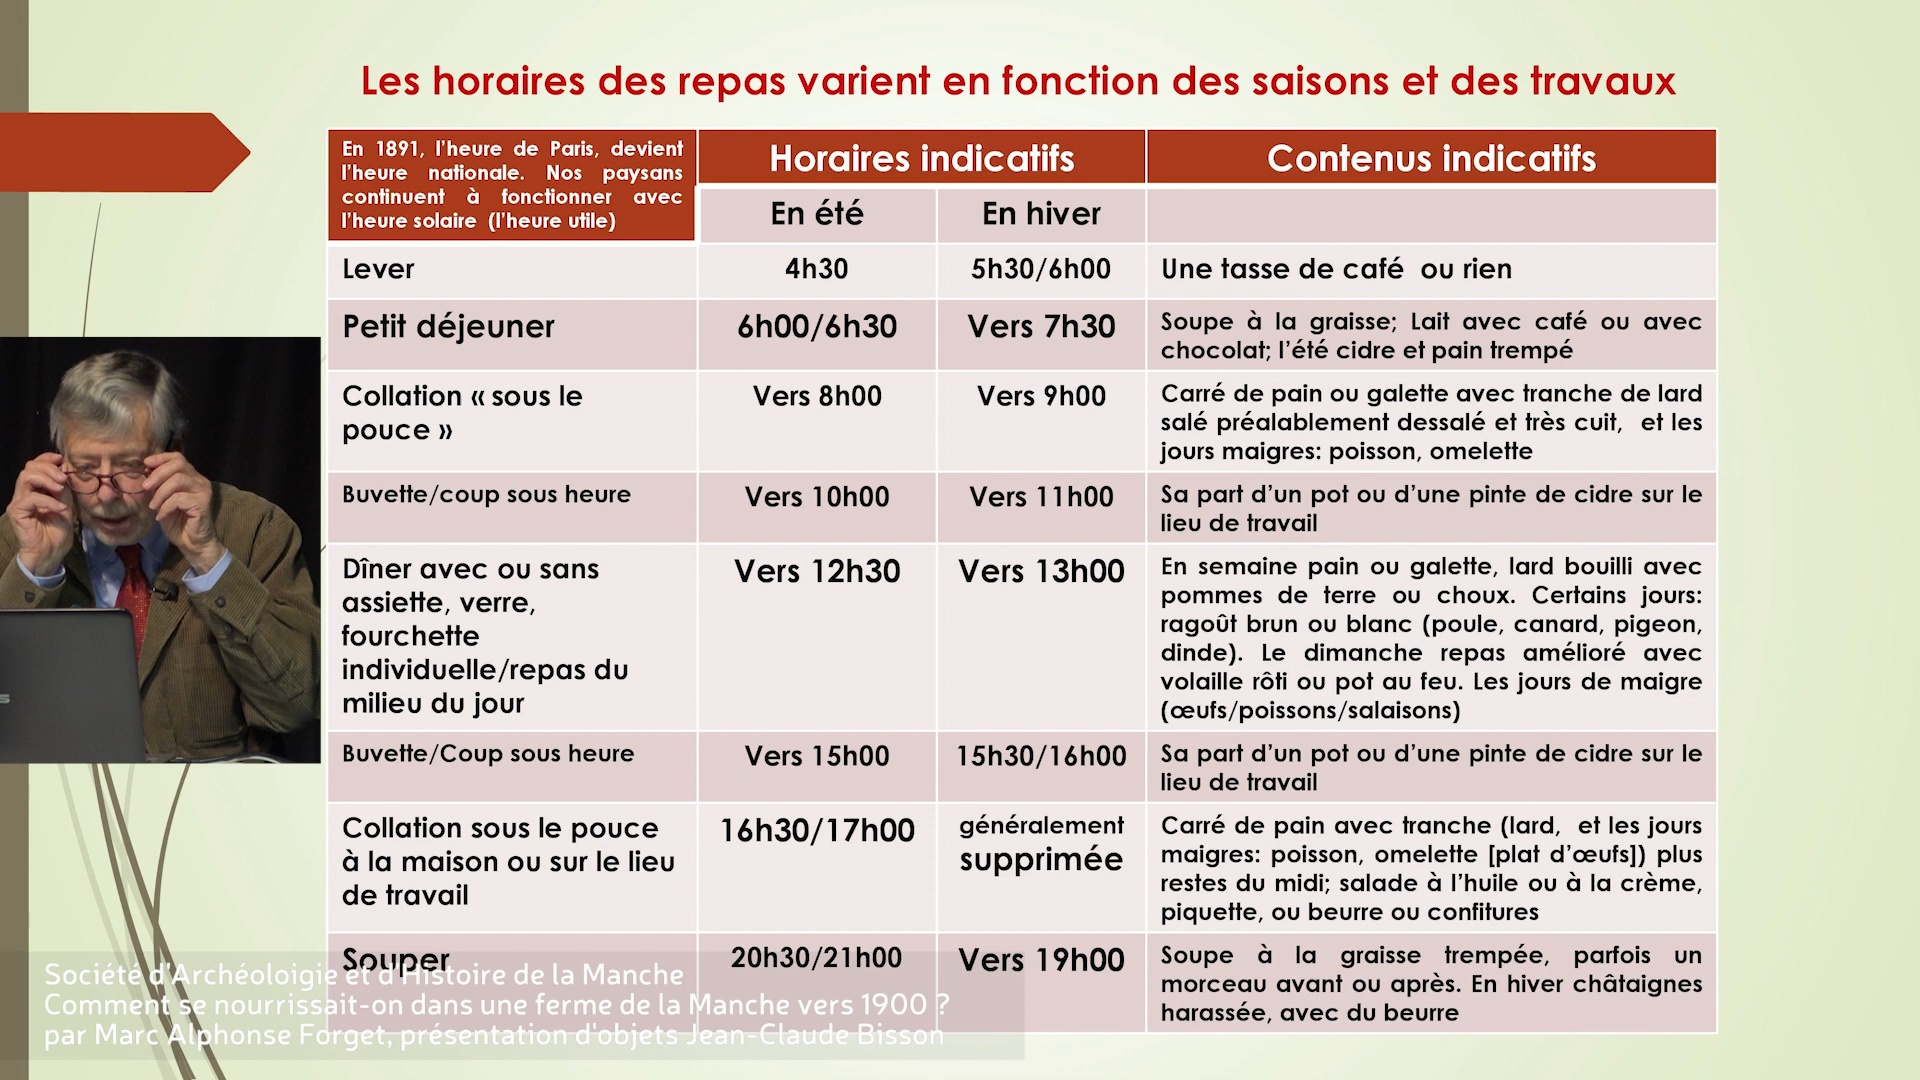 Les horaires des repas varient en fonction des saisons et des travaux
En 1891, l'heure de Paris, devient
l'heure nationale. Nos paysans
continuent à fonctionner avec
l'heure solaire (l'heure utile)
Horaires indicatifs
Contenus indicatifs
En été
En hiver
Lever
4h30
5h30/6h00
Une tasse de café ou rien
Petit déjeuner
6h00/6h30
Vers 7h30
Soupe à la graisse; Lait avec café ou avec
chocolat; l'été cidre et pain trempé
Collation « sous le
pouce »
Vers 8h00
Vers 9h00
Carré de pain ou galette avec tranche de lard
salé préalablement dessalé et très cuit, et les
jours maigres: poisson, omelette
Buvette/coup sous heure
Vers 10h00
Vers 11h00
Sa part d'un pot ou d'une pinte de cidre sur le
lieu de travail
Dîner avec ou sans
assiette, verre,
fourchette
individuelle/repas du
milieu du jour
Vers 12h30
Vers 13h00
En semaine pain ou galette, lard bouilli avec
pommes de terre ou choux. Certains jours:
ragoût brun ou blanc (poule, canard, pigeon,
dinde). Le dimanche repas amélioré avec
volaille rôti ou pot au feu. Les jours de maigre
(œufs/poissons/salaisons)
Buvette/Coup sous heure
Vers 15h00
15h30/16h00
Sa part d'un pot ou d'une pinte de cidre sur le
lieu de travail
Collation sous le pouce
à la maison ou sur le lieu
de travail
16h30/17h00
généralement
supprimée
Carré de pain avec tranche (lard, et les jours
maigres: poisson, omelette [plat d'œufs]) plus
restes du midi; salade à l'huile ou à la crème,
piquette, ou beurre ou confitures
Souper
20h30/21h00
Vers 19h00
Soupe à la graisse trempée, parfois un
morceau avant ou après. En hiver châtaignes
harassée, avec du beurre
Société d'Archéoloigie et d'Histoire de la Manche
Comment se nourrissait-on dans une ferme de la Manche vers 1900 ?
par Marc Alphonse Forget, présentation d'objets Jean-Claude Bisson